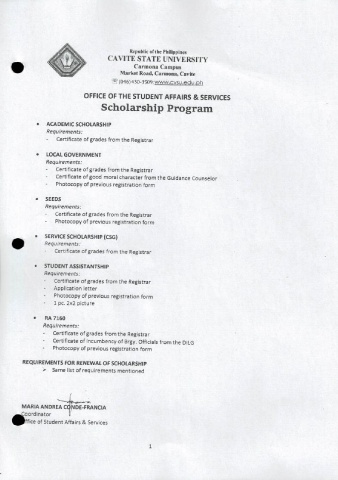 Republic of the Philippines
CAVITE STATE UNIVERSITY
Carmona Campus
Market Road, Carmona, Cavite
(046) 430-3509/www.cvsu.edu.ph
OFFICE OF THE STUDENT AFFAIRS & SERVICES
Scholarship Program
• ACADEMIC SCHOLARSHIP
Requirements:
- Certificate of grades from the Registrar
• LOCAL GOVERNMENT
Requirements:
- Certificate of grades from the Registrar
- Certificate of good moral character from the Guidance Counselor
- Photocopy of previous registration form
• SEEDS
Requirements:
- Certificate of grades from the Registrar
- Photocopy of previous registration form
• SERVICE SCHOLARSHIP (CSG)
Requirements:
- Certificate of grades from the Registrar
• STUDENT ASSISTANTSHIP
Requirements:
- Certificate of grades from the Registrar
- Application letter
- Photocopy of previous registration form
- 1 pc. 2x2 picture
• RA 7160
Requirements:
- Certificate of grades from the Registrar
- Certificate of Incumbency of Brgy. Officials from the DILG
- Photocopy of previous registration form
REQUIREMENTS FOR RENEWAL OF SCHOLARSHIP
➢ Same list of requirements mentioned
MARIA ANDREA CONDE-FRANCIA
Coordinator
Office of Student Affairs & Services
1